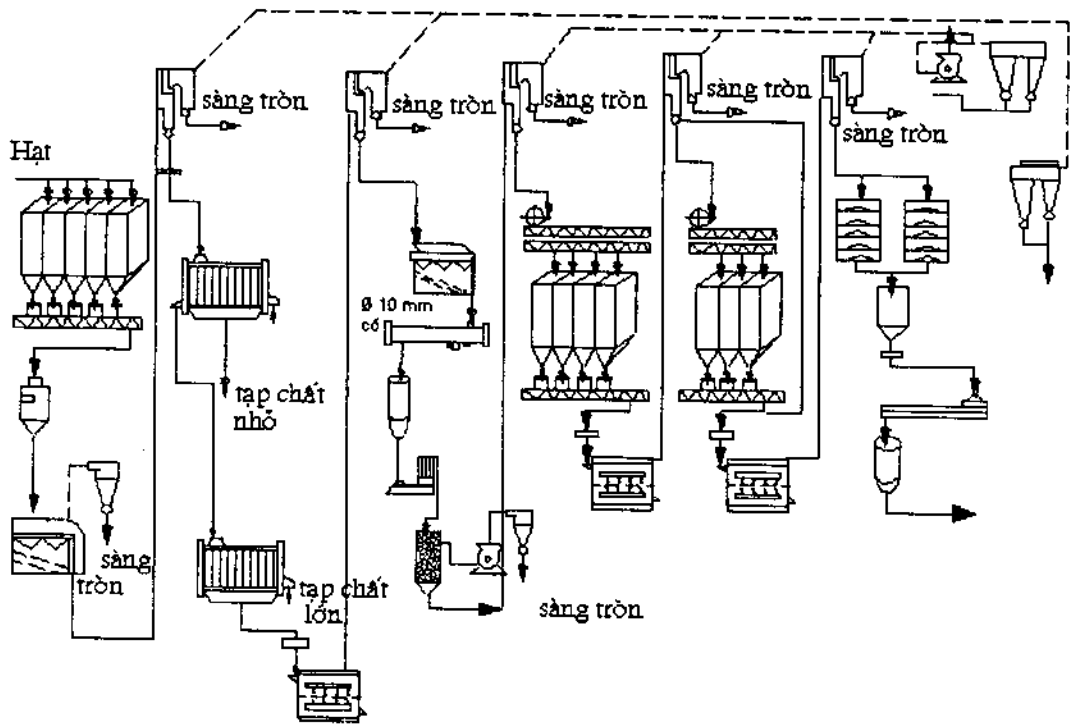 sàng tròn
sàng tròn
sàng tròn
sàng tròn
sàng tròn
Hạt
Ø 10 mm
cổ
tạp chất
nhỏ
sàng
tròn
tạp chất
lớn
sàng tròn